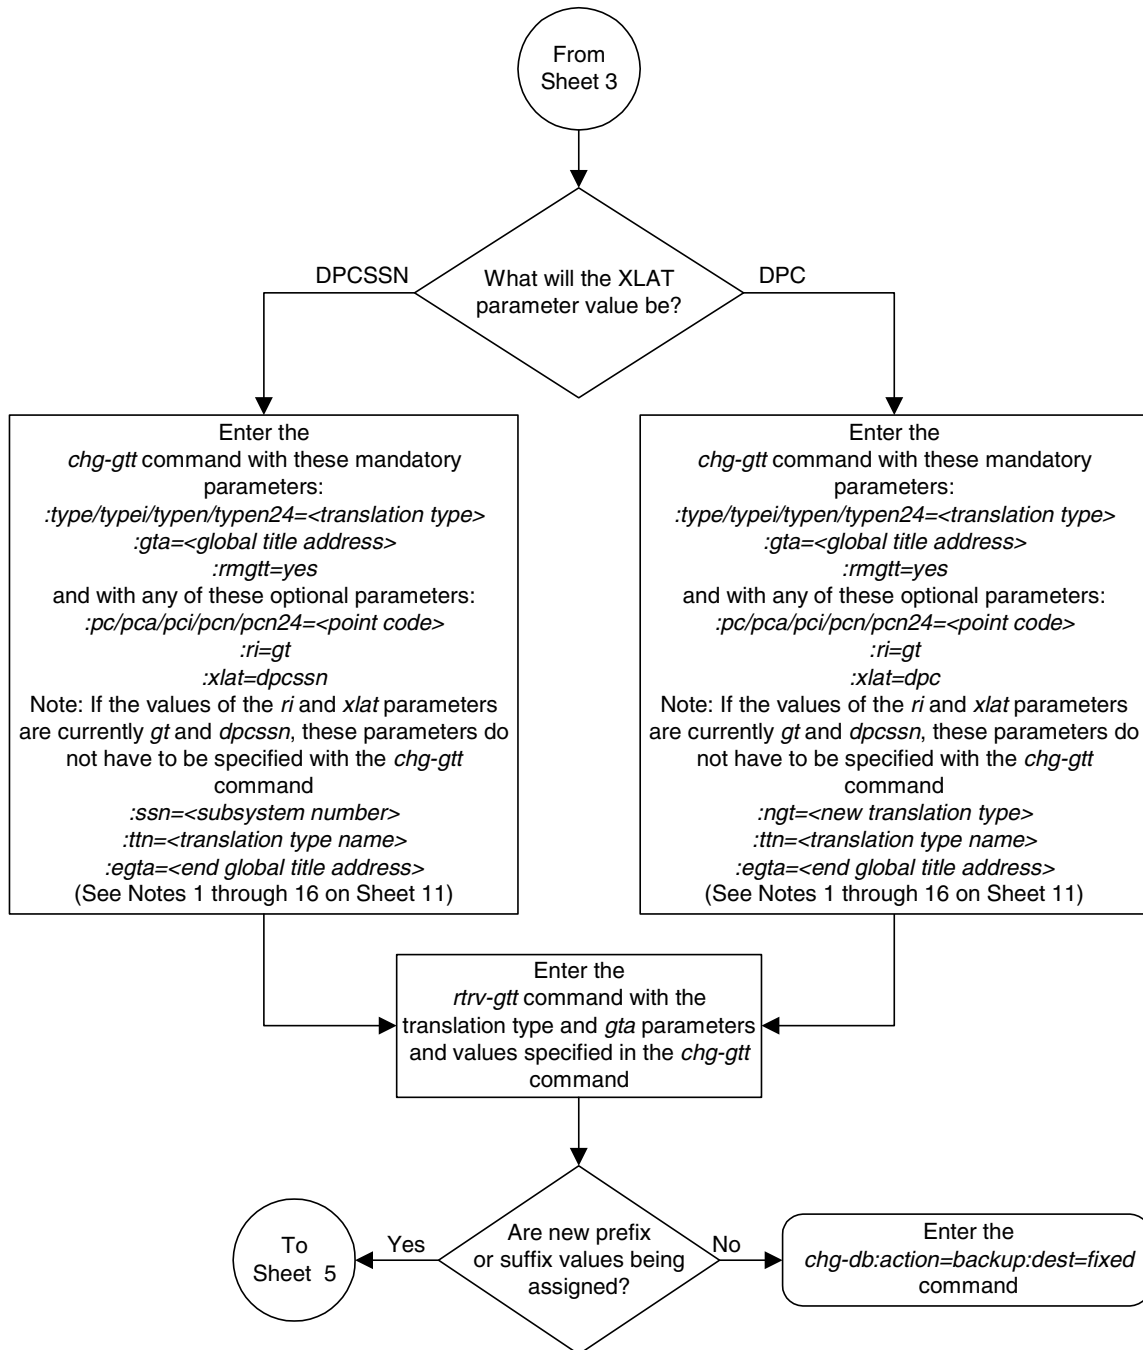 From
Sheet 3
What will the XLAT
parameter value be?
DPCSSN
DPC
Enter the
chg-gtt command with these mandatory
parameters:
:type/typei/typen/typen24=<translation type>
:gta=<global title address>
:rmgtt=yes
and with any of these optional parameters:
:pc/pca/pci/pcn/pcn24=<point code>
:ri=gt
:xlat=dpcssn
Note: If the values of the ri and xlat parameters
are currently gt and dpcssn, these parameters do
not have to be specified with the chg-gtt
command
:ssn=<subsystem number>
:ttn=<translation type name>
:egta=<end global title address>
(See Notes 1 through 16 on Sheet 11)
Enter the
chg-gtt command with these mandatory
parameters:
:type/typei/typen/typen24=<translation type>
:gta=<global title address>
:rmgtt=yes
and with any of these optional parameters:
:pc/pca/pci/pcn/pcn24=<point code>
:ri=gt
:xlat=dpc
Note: If the values of the ri and xlat parameters
are currently gt and dpcssn, these parameters do
not have to be specified with the chg-gtt
command
:ngt=<new translation type>
:ttn=<translation type name>
:egta=<end global title address>
(See Notes 1 through 16 on Sheet 11)
Enter the
rtrv-gtt command with the
translation type and gta parameters
and values specified in the chg-gtt
command
Are new prefix
or suffix values being
assigned?
Yes
No
To
Sheet 5
Enter the
chg-db:action=backup:dest=fixed
command